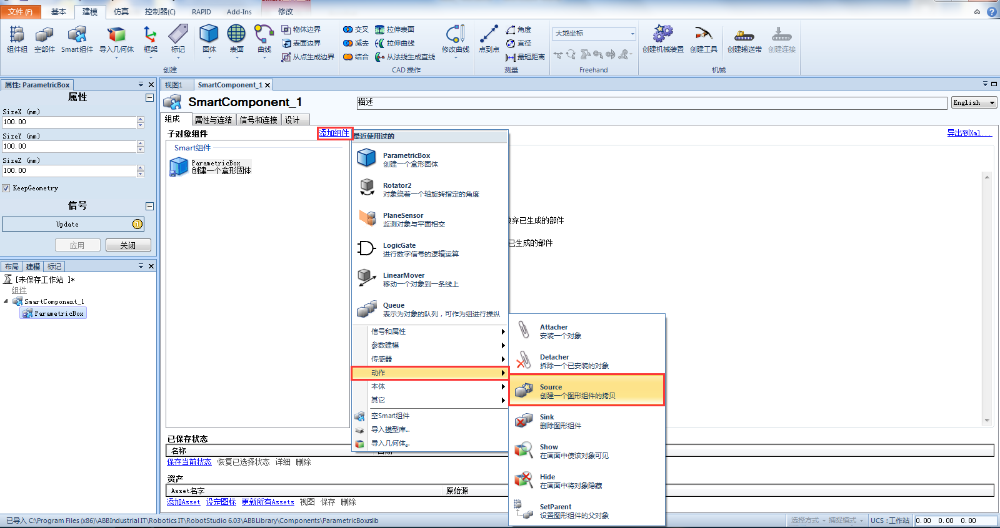 文件(F) 基本 建模 仿真 控制器(C) RAPID Add-Ins 修改
组件组 空部件 Smart组件 导入几何体 框架 标记 固体 表面 曲线
物体边界
表面边界
从点生成边界
交叉 拉伸表面
减去 拉伸曲线
结合 从法线生成直线
修改曲线 点到点
角度
直径
最短距离
大地坐标
创建机械装置 创建工具 创建输送带 创建连接
创建 CAD 操作 测量 Freehand 机械
属性: ParametricBox
属性
SizeX (mm)
100.00
SizeY (mm)
100.00
SizeZ (mm)
100.00
KeepGeometry
信号
Update
应用 关闭
布局 建模 标记
[未保存工作站 ]*
组件
SmartComponent_1
ParametricBox
视图1 SmartComponent_1
SmartComponent_1 描述 English
组成 属性与连结 信号和连接 设计
子对象组件 添加组件 导出到Xml...
Smart组件
ParametricBox
创建一个盒形固体
最近使用过的
ParametricBox
创建一个盒形固体
Rotator2
对象绕着一个轴旋转指定的角度
PlaneSensor
监测对象与平面相交
LogicGate
进行数字信号的逻辑运算
LinearMover
移动一个对象到一条线上
Queue
表示为对象的队列，可作为组进行操纵
信号和属性
参数建模
传感器
动作
本体
其它
空Smart组件
导入模型库...
导入几何体...
弃已生成的部件
已生成的部件
Attacher
安装一个对象
Detacher
拆除一个已安装的对象
Source
创建一个图形组件的拷贝
Sink
删除图形组件
Show
在画面中使该对象可见
Hide
在画面中将对象隐藏
SetParent
设置图形组件的父对象
已保存状态
名称 日期
保存当前状态 恢复已选择状态 详细 删除
资产
Asset名字 原始源
添加Asset 设定图标 更新所有Assets 视图 保存 删除
已导入 C:\Program Files (x86)\ABB Industrial IT\Robotics IT\RobotStudio 6.03\ABBLibrary\Components\ParametricBox.rslib
选择方式 捕捉模式 UCS : 工作站 0.00 0.00 0.00